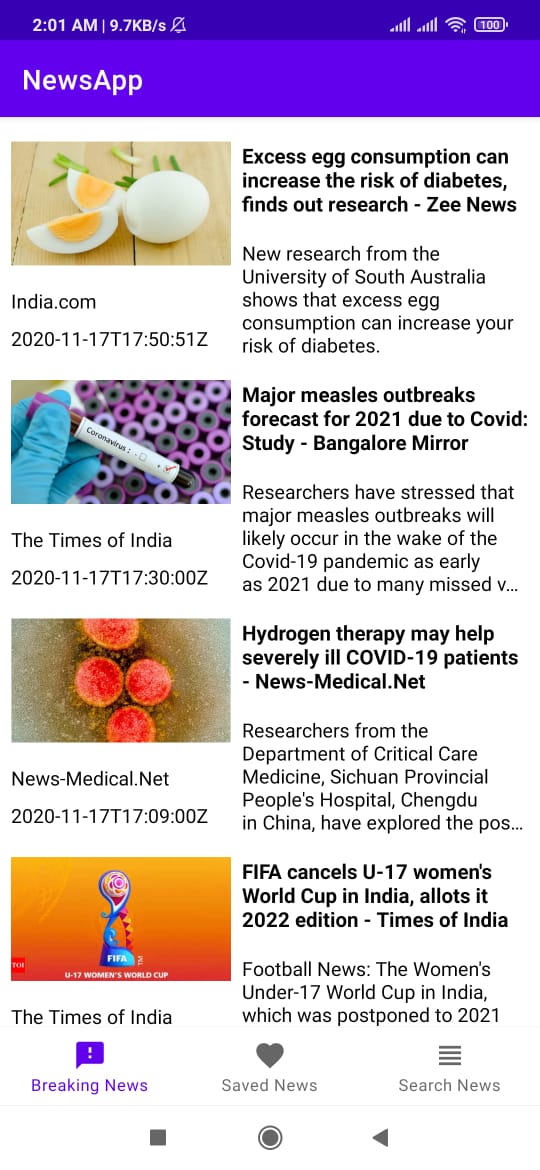 2:01 AM | 9.7KB/s
100
NewsApp
Excess egg consumption can
increase the risk of diabetes,
finds out research - Zee News
New research from the
University of South Australia
shows that excess egg
consumption can increase your
risk of diabetes.
India.com
2020-11-17T17:50:51Z
Coronavirus :
Major measles outbreaks
forecast for 2021 due to Covid:
Study - Bangalore Mirror
Researchers have stressed that
major measles outbreaks will
likely occur in the wake of the
Covid-19 pandemic as early
as 2021 due to many missed v…
The Times of India
2020-11-17T17:30:00Z
Hydrogen therapy may help
severely ill COVID-19 patients
- News-Medical.Net
Researchers from the
Department of Critical Care
Medicine, Sichuan Provincial
People's Hospital, Chengdu
in China, have explored the pos…
News-Medical.Net
2020-11-17T17:09:00Z
FIFA cancels U-17 women's
World Cup in India, allots it
2022 edition - Times of India
Football News: The Women's
Under-17 World Cup in India,
which was postponed to 2021
FIFA
TM
TOI
U-17 WOMEN'S WORLD CUP
The Times of India
Breaking News
Saved News
Search News